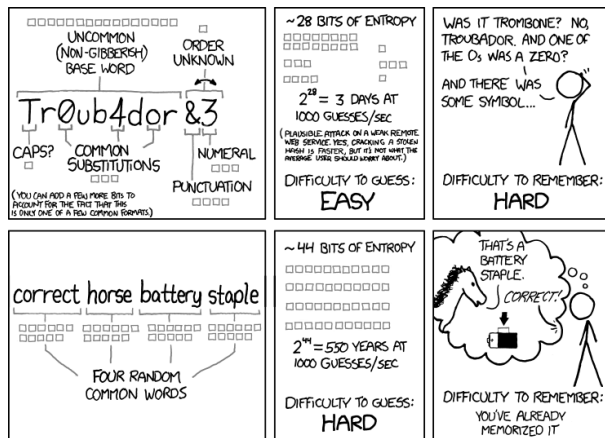 UNCOMMON
(NON-GIBBERISH)
BASE WORD
ORDER
UNKNOWN
Tr0ub4dor &3
CAPS?
COMMON
SUBSTITUTIONS
NUMERAL
PUNCTUATION
(YOU CAN ADD A FEW MORE BITS TO
ACCOUNT FOR THE FACT THAT THIS
IS ONLY ONE OF A FEW COMMON FORMATS.)
~28 BITS OF ENTROPY
2²⁸ = 3 DAYS AT
1000 GUESSES/SEC
(PLAUSIBLE ATTACK ON A WEAK REMOTE
WEB SERVICE. YES, CRACKING A STOLEN
HASH IS FASTER, BUT IT'S NOT WHAT THE
AVERAGE USER SHOULD WORRY ABOUT.)
DIFFICULTY TO GUESS:
EASY
WAS IT TROMBONE? NO,
TROUBADOR. AND ONE OF
THE Os WAS A ZERO?
AND THERE WAS
SOME SYMBOL...
DIFFICULTY TO REMEMBER:
HARD
correct horse battery staple
FOUR RANDOM
COMMON WORDS
~44 BITS OF ENTROPY
2⁴⁴ = 550 YEARS AT
1000 GUESSES/SEC
DIFFICULTY TO GUESS:
HARD
THAT'S A
BATTERY
STAPLE.
CORRECT!
DIFFICULTY TO REMEMBER:
YOU'VE ALREADY
MEMORIZED IT